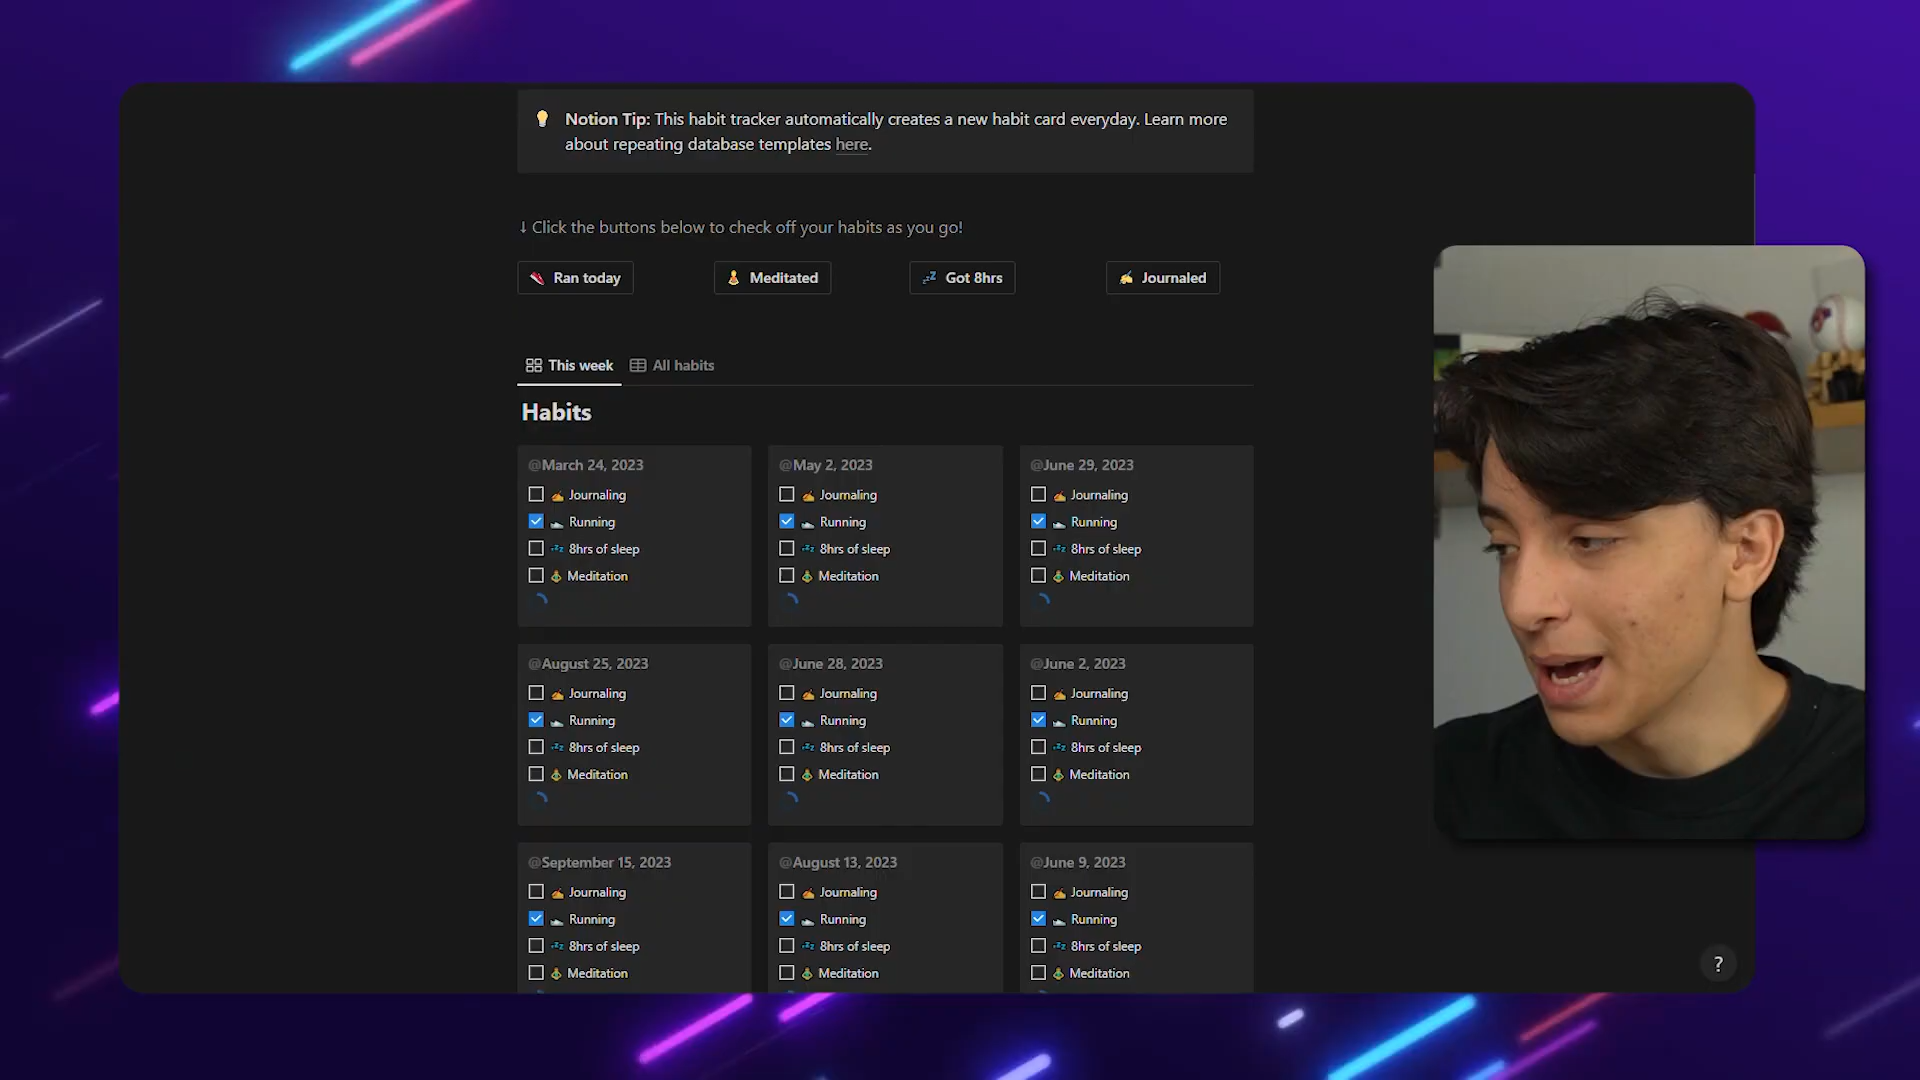 Notion Tip: This habit tracker automatically creates a new habit card everyday. Learn more
about repeating database templates here.
↓ Click the buttons below to check off your habits as you go!
Ran today
Meditated
Got 8hrs
Journaled
This week
All habits
Habits
@March 24, 2023
Journaling
Running
8hrs of sleep
Meditation
@May 2, 2023
Journaling
Running
8hrs of sleep
Meditation
@June 29, 2023
Journaling
Running
8hrs of sleep
Meditation
@August 25, 2023
Journaling
Running
8hrs of sleep
Meditation
@June 28, 2023
Journaling
Running
8hrs of sleep
Meditation
@June 2, 2023
Journaling
Running
8hrs of sleep
Meditation
@September 15, 2023
Journaling
Running
8hrs of sleep
Meditation
@August 13, 2023
Journaling
Running
8hrs of sleep
Meditation
@June 9, 2023
Journaling
Running
8hrs of sleep
Meditation
?